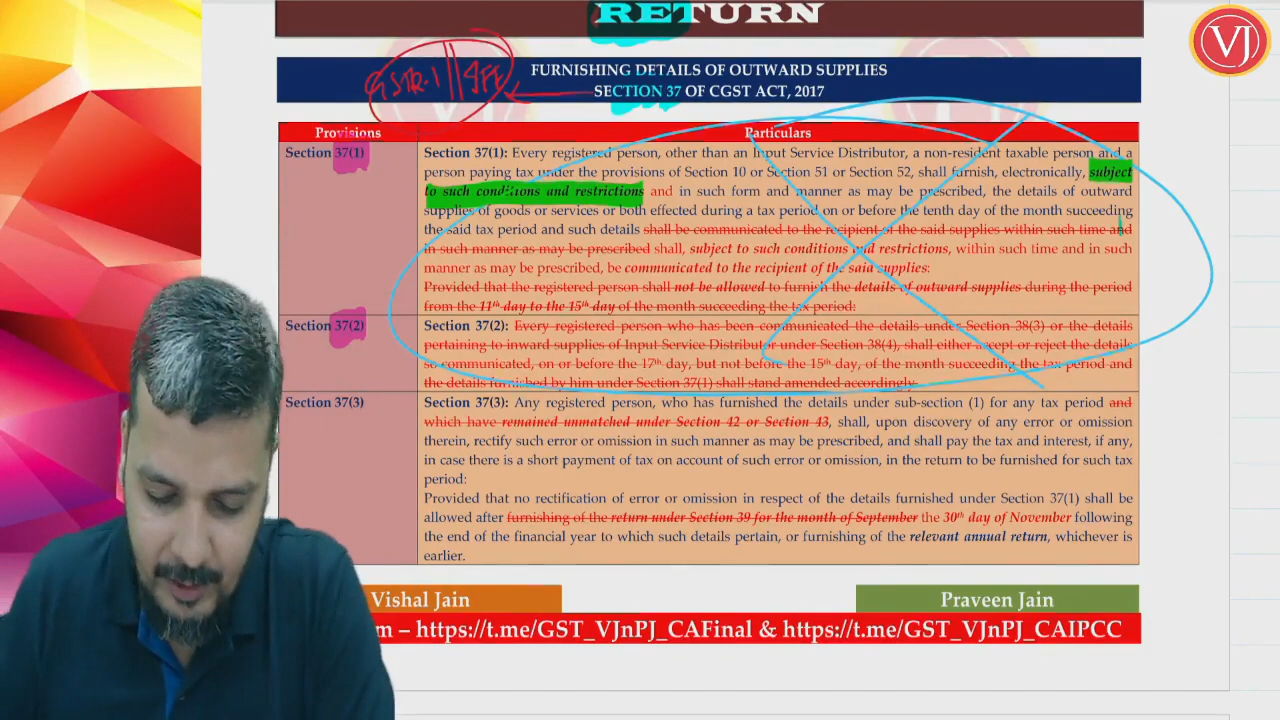 RETURN
VJ
GSTR-1 // IFF
FURNISHING DETAILS OF OUTWARD SUPPLIES
SECTION 37 OF CGST ACT, 2017
Provisions Particulars
Section 37(1) Section 37(1): Every registered person, other than an Input Service Distributor, a non-resident taxable person and a
person paying tax under the provisions of Section 10 or Section 51 or Section 52, shall furnish, electronically, subject
to such conditions and restrictions and in such form and manner as may be prescribed, the details of outward
supplies of goods or services or both effected during a tax period on or before the tenth day of the month succeeding
the said tax period and such details shall be communicated to the recipient of the said supplies within such time and
in such manner as may be prescribed shall, subject to such conditions and restrictions, within such time and in such
manner as may be prescribed, be communicated to the recipient of the said supplies:
Provided that the registered person shall not be allowed to furnish the details of outward supplies during the period
from the 11th day to the 15th day of the month succeeding the tax period:
Section 37(2) Section 37(2): Every registered person who has been communicated the details under Section 38(3) or the details
pertaining to inward supplies of Input Service Distributor under Section 38(4), shall either accept or reject the details
so communicated, on or before the 17th day, but not before the 15th day, of the month succeeding the tax period and
the details furnished by him under Section 37(1) shall stand amended accordingly.
Section 37(3) Section 37(3): Any registered person, who has furnished the details under sub-section (1) for any tax period and
which have remained unmatched under Section 42 or Section 43, shall, upon discovery of any error or omission
therein, rectify such error or omission in such manner as may be prescribed, and shall pay the tax and interest, if any,
in case there is a short payment of tax on account of such error or omission, in the return to be furnished for such tax
period:
Provided that no rectification of error or omission in respect of the details furnished under Section 37(1) shall be
allowed after furnishing of the return under Section 39 for the month of September the 30th day of November following
the end of the financial year to which such details pertain, or furnishing of the relevant annual return, whichever is
earlier.
Vishal Jain Praveen Jain
m – https://t.me/GST_VJnPJ_CAFinal & https://t.me/GST_VJnPJ_CAIPCC